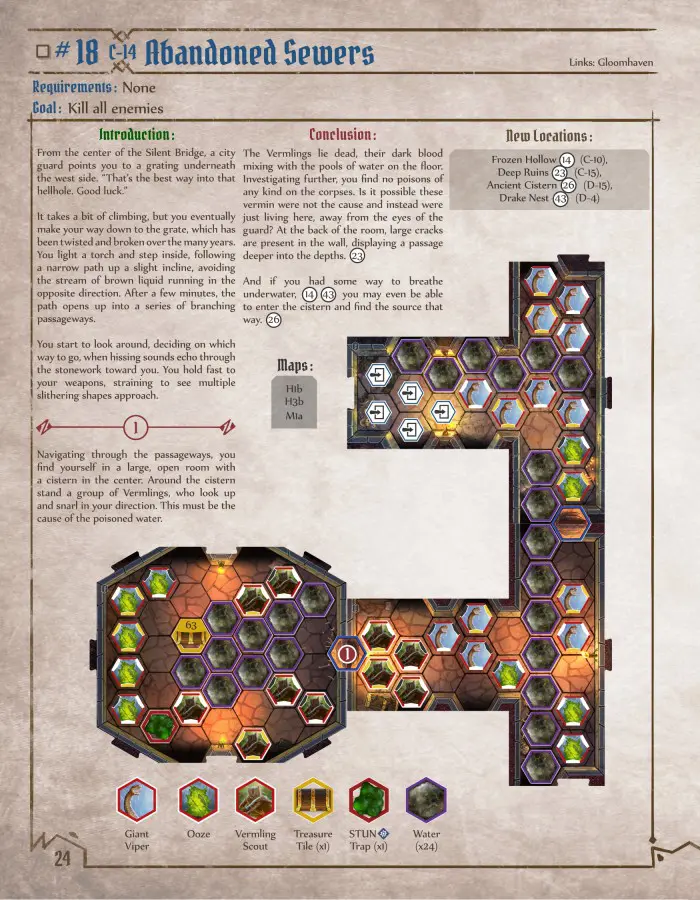 # 18 C-14 Abandoned Sewers
Links: Gloomhaven
Requirements: None
Goal: Kill all enemies
Introduction:
From the center of the Silent Bridge, a city
guard points you to a grating underneath
the west side. "That's the best way into that
hellhole. Good luck."
It takes a bit of climbing, but you eventually
make your way down to the grate, which has
been twisted and broken over the many years.
You light a torch and step inside, following
a narrow path up a slight incline, avoiding
the stream of brown liquid running in the
opposite direction. After a few minutes, the
path opens up into a series of branching
passageways.
You start to look around, deciding on which
way to go, when hissing sounds echo through
the stonework toward you. You hold fast to
your weapons, straining to see multiple
slithering shapes approach.
1
Navigating through the passageways, you
find yourself in a large, open room with
a cistern in the center. Around the cistern
stand a group of Vermlings, who look up
and snarl in your direction. This must be the
cause of the poisoned water.
Conclusion:
The Vermlings lie dead, their dark blood
mixing with the pools of water on the floor.
Investigating further, you find no poisons of
any kind on the corpses. Is it possible these
vermin were not the cause and instead were
just living here, away from the eyes of the
guard? At the back of the room, large cracks
are present in the wall, displaying a passage
deeper into the depths. 23
And if you had some way to breathe
underwater, 14 43 you may even be able
to enter the cistern and find the source that
way. 26
New Locations:
Frozen Hollow 14 (C-10),
Deep Ruins 23 (C-15),
Ancient Cistern 26 (D-15),
Drake Nest 43 (D-4)
Maps:
H1b
H3b
M1a
63
1
Giant
Viper
Ooze
Vermling
Scout
Treasure
Tile (x1)
STUN
Trap (x1)
Water
(x24)
24